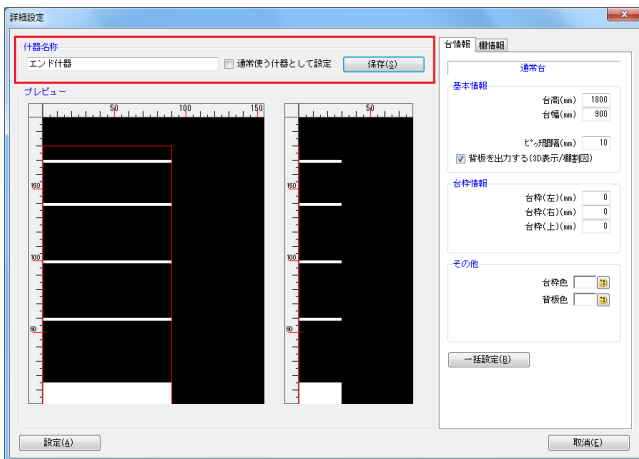 詳細設定
什器名称
エンド什器
通常使う什器として設定
保存(S)
プレビュー
50 100 150
50
150
100
50
150
100
50
台情報 棚情報
通常台
基本情報
台高(mm) 1800
台幅(mm) 900
ピッチ間隔(mm) 10
背板を出力する(3D表示/棚割図)
台枠情報
台枠(左)(mm) 0
台枠(右)(mm) 0
台枠(上)(mm) 0
その他
台枠色
背板色
一括設定(B)
設定(A)
取消(E)